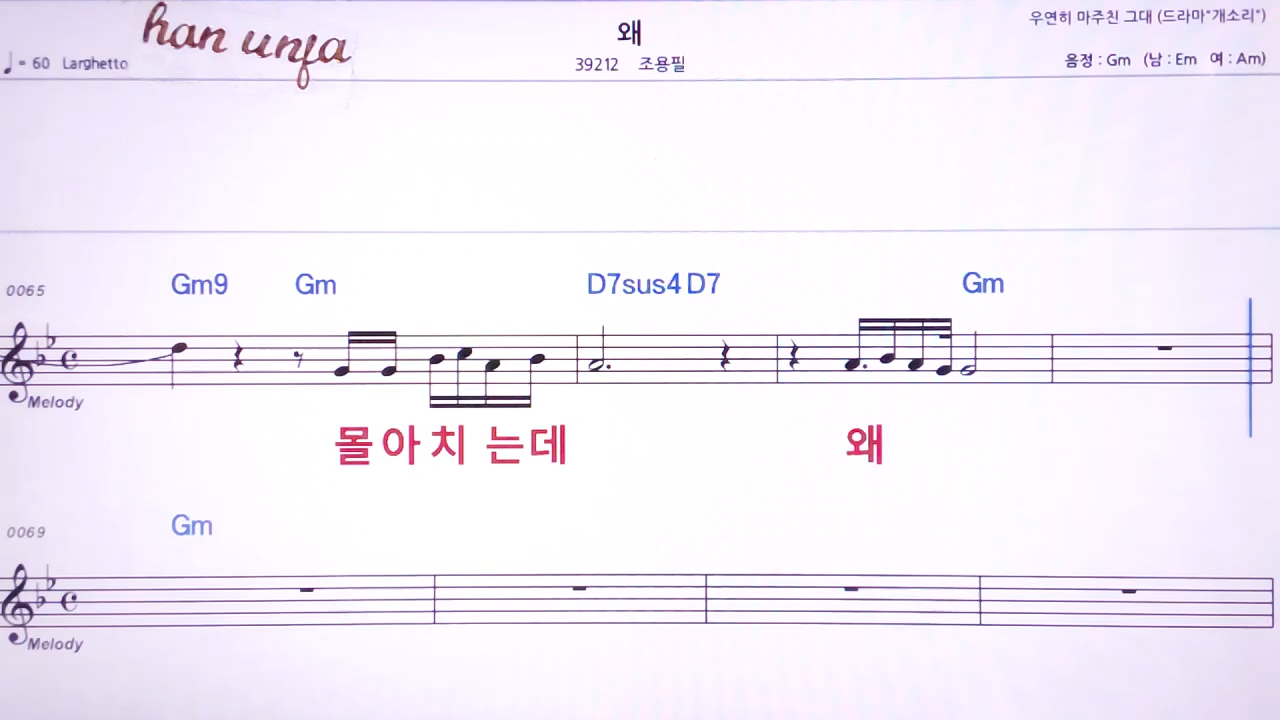 han unja
왜
우연히 마주친 그대 (드라마"개소리")
♩= 60 Larghetto
39212 조용필
음정 : Gm (남 : Em 여 : Am)
0065
Gm9 Gm D7sus4 D7 Gm
Melody
몰아치는데 왜
0069
Gm
Melody